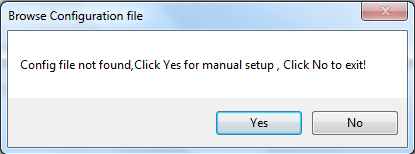 Browse Configuration file
Config file not found,Click Yes for manual setup , Click No to exit!
Yes
No